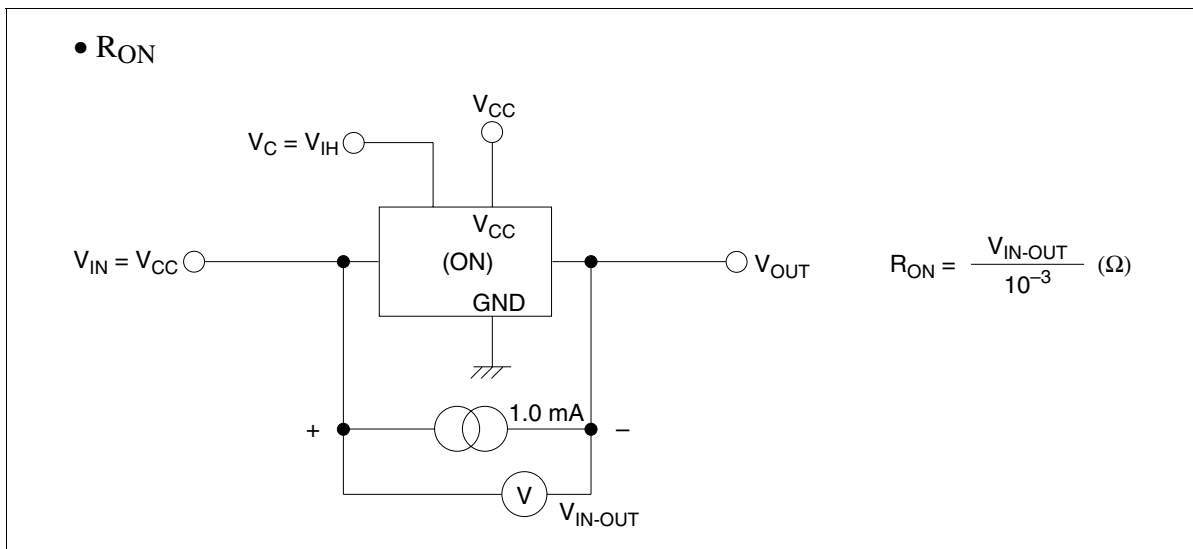 • RON
VCC
VC = VIH
VCC
VIN = VCC
(ON)
VOUT
RON = VIN-OUT / 10–3 (Ω)
GND
1.0 mA
+
–
V
VIN-OUT